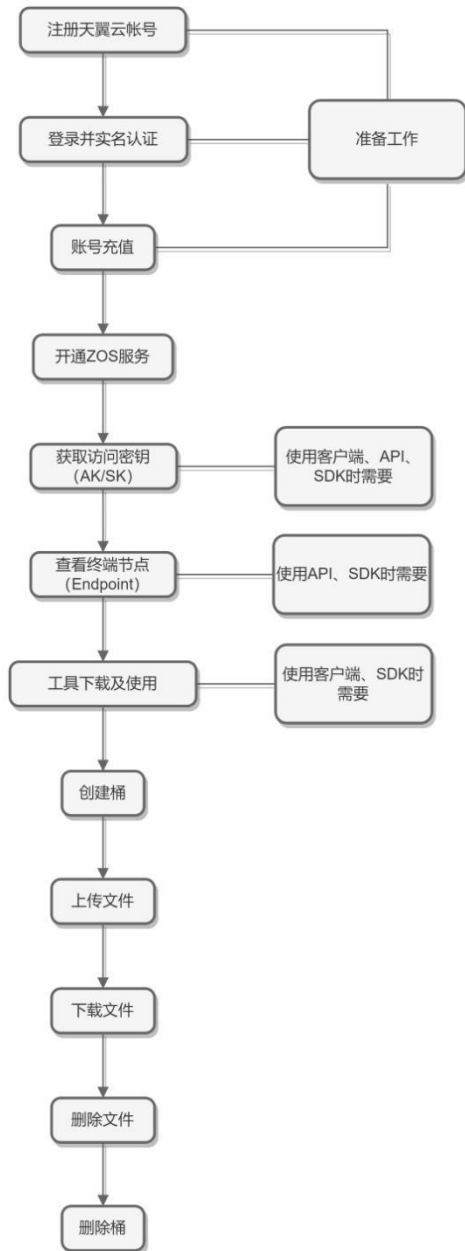 注册天翼云帐号
登录并实名认证
准备工作
账号充值
开通ZOS服务
获取访问密钥
（AK/SK）
使用客户端、API、
SDK时需要
查看终端节点
（Endpoint）
使用API、SDK时需要
工具下载及使用
使用客户端、SDK时
需要
创建桶
上传文件
下载文件
删除文件
删除桶